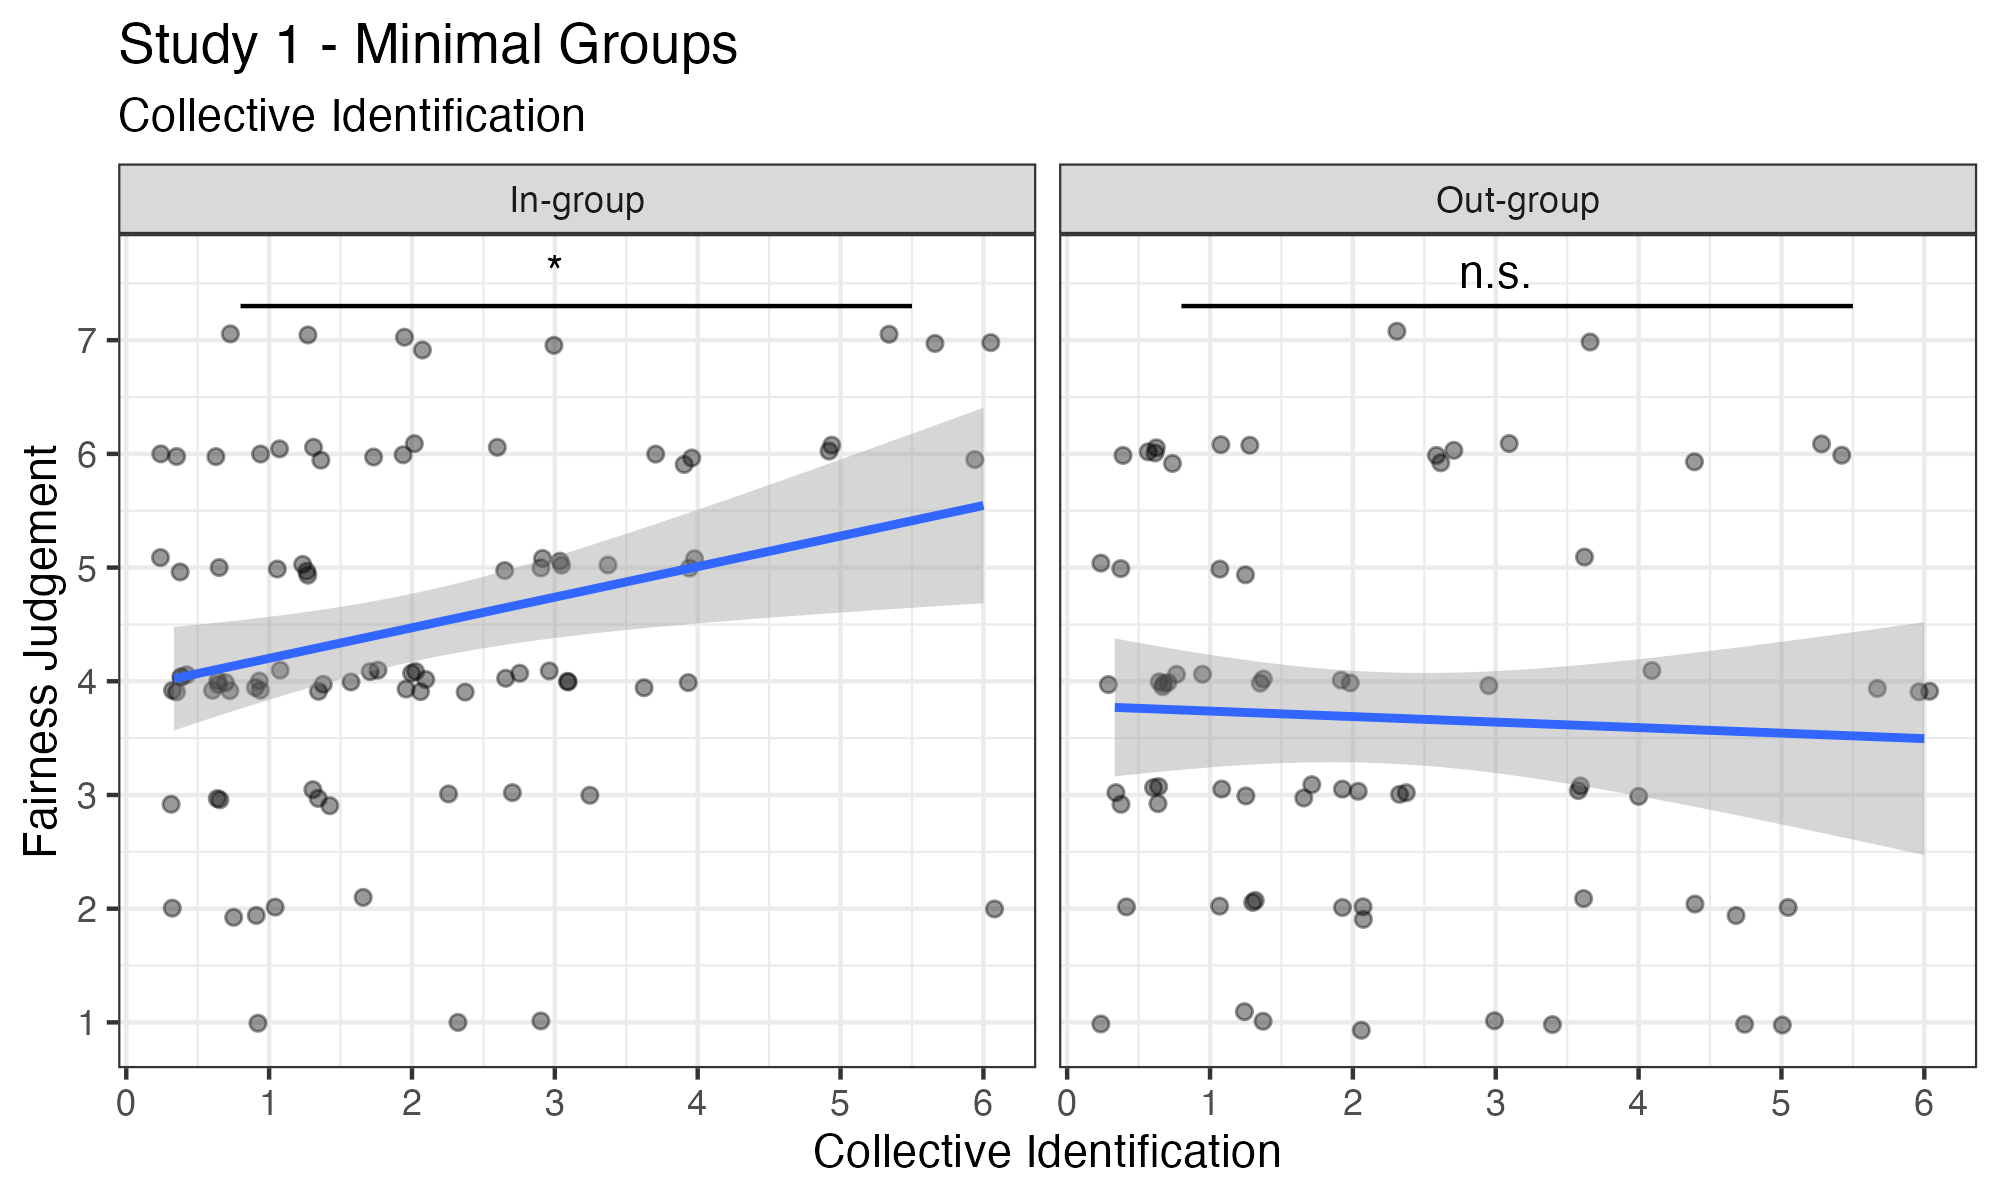 Study 1 - Minimal Groups
Collective Identification
In-group
Out-group
*
n.s.
Fairness Judgement
7
6
5
4
3
2
1
0 1 2 3 4 5 6
0 1 2 3 4 5 6
Collective Identification